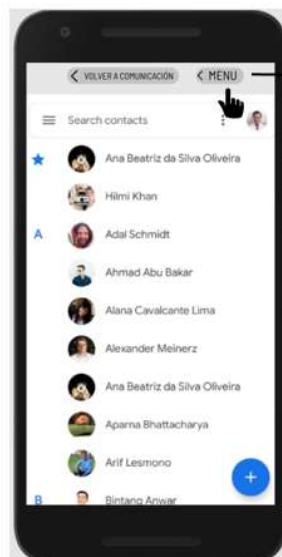 < VOLVER A COMUNICACIÓN < MENU
Search contacts
Ana Beatriz da Silva Oliveira
Hilmi Khan
A Adal Schmidt
Ahmad Abu Bakar
Alana Cavalcante Lima
Alexander Meinerz
Ana Beatriz da Silva Oliveira
Aparna Bhattacharya
Arif Lesmono
B Bintang Anwar